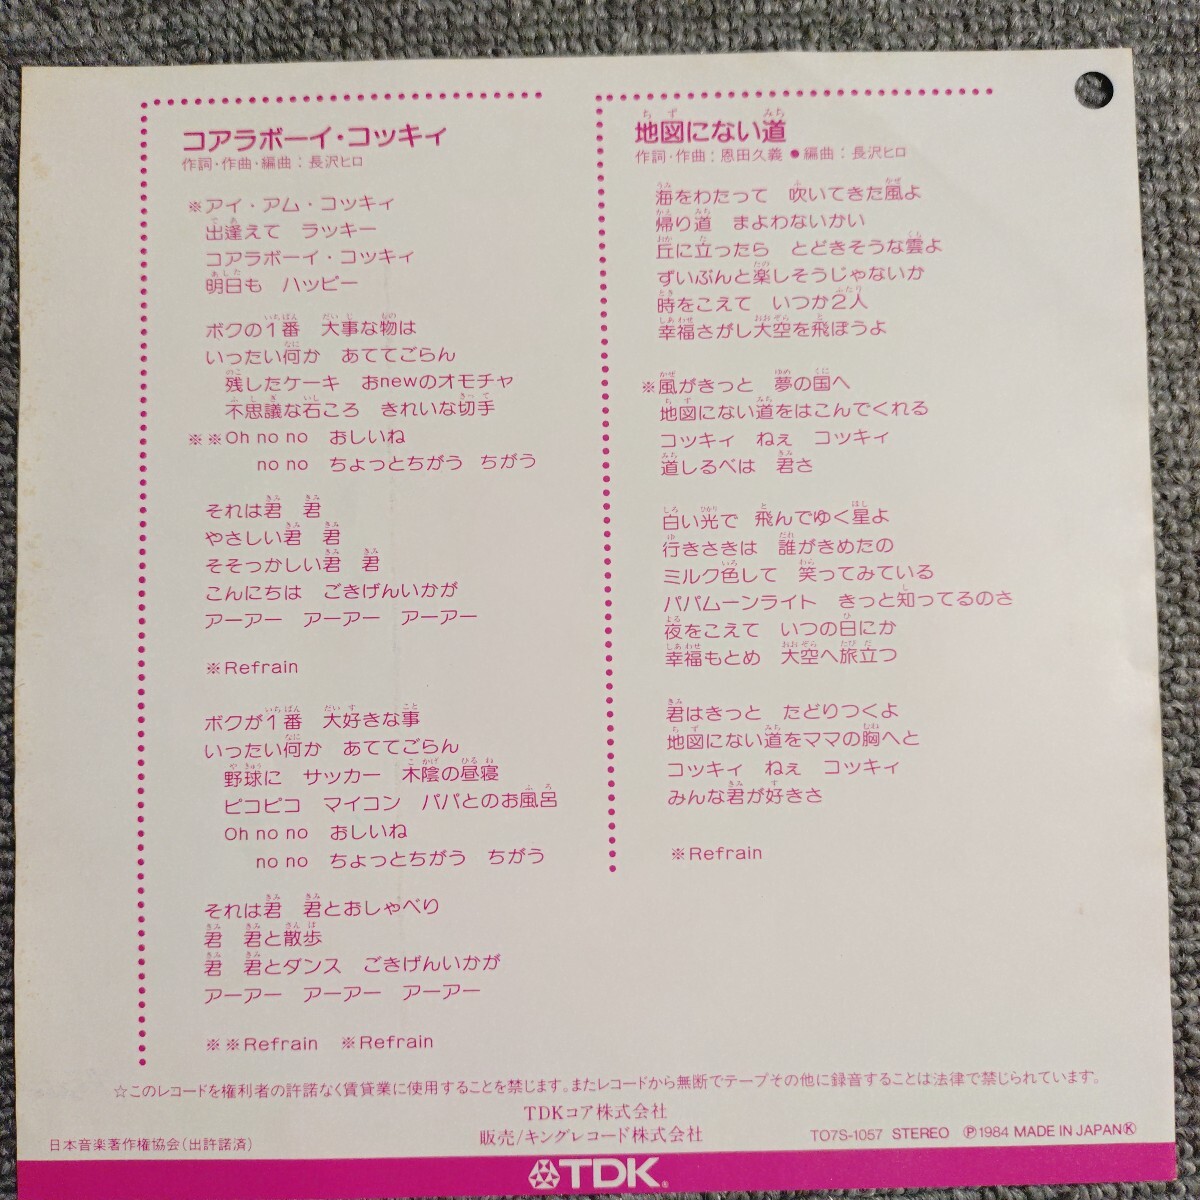 コアラボーイ・コッキィ
作詞・作曲・編曲：長沢ヒロ
※アイ・アム・コッキィ
出逢えて ラッキー
コアラボーイ・コッキィ
明日も ハッピー
ボクの1番 大事な物は
いったい何か あててごらん
残したケーキ おnewのオモチャ
不思議な石ころ きれいな切手
※※Oh no no おしいね
no no ちょっとちがう ちがう
それは君 君
やさしい君 君
そそっかしい君 君
こんにちは ごきげんいかが
アーアー アーアー アーアー
※Refrain
ボクが1番 大好きな事
いったい何か あててごらん
野球に サッカー 木陰の昼寝
ピコピコ マイコン パパとのお風呂
Oh no no おしいね
no no ちょっとちがう ちがう
それは君 君とおしゃべり
君 君と散歩
君 君とダンス ごきげんいかが
アーアー アーアー アーアー
※※Refrain ※Refrain
地図にない道
作詞・作曲：恩田久義 ●編曲：長沢ヒロ
海をわたって 吹いてきた風よ
帰り道 まよわないかい
丘に立ったら とどきそうな雲よ
ずいぶんと楽しそうじゃないか
時をこえて いつか2人
幸福さがし大空を飛ぼうよ
※風がきっと 夢の国へ
地図にない道をはこんでくれる
コッキィ ねぇ コッキィ
道しるべは 君さ
白い光で 飛んでゆく星よ
行きさきは 誰がきめたの
ミルク色して 笑ってみている
パパムーンライト きっと知ってるのさ
夜をこえて いつの日にか
幸福もとめ 大空へ旅立つ
君はきっと たどりつくよ
地図にない道をママの胸へと
コッキィ ねぇ コッキィ
みんな君が好きさ
※Refrain
☆このレコードを権利者の許諾なく賃貸業に使用することを禁じます。またレコードから無断でテープその他に録音することは法律で禁じられています。
TDKコア株式会社
日本音楽著作権協会(出許諾済)
販売/キングレコード株式会社
TO7S-1057 STEREO Ⓟ1984 MADE IN JAPAN Ⓚ
TDK®